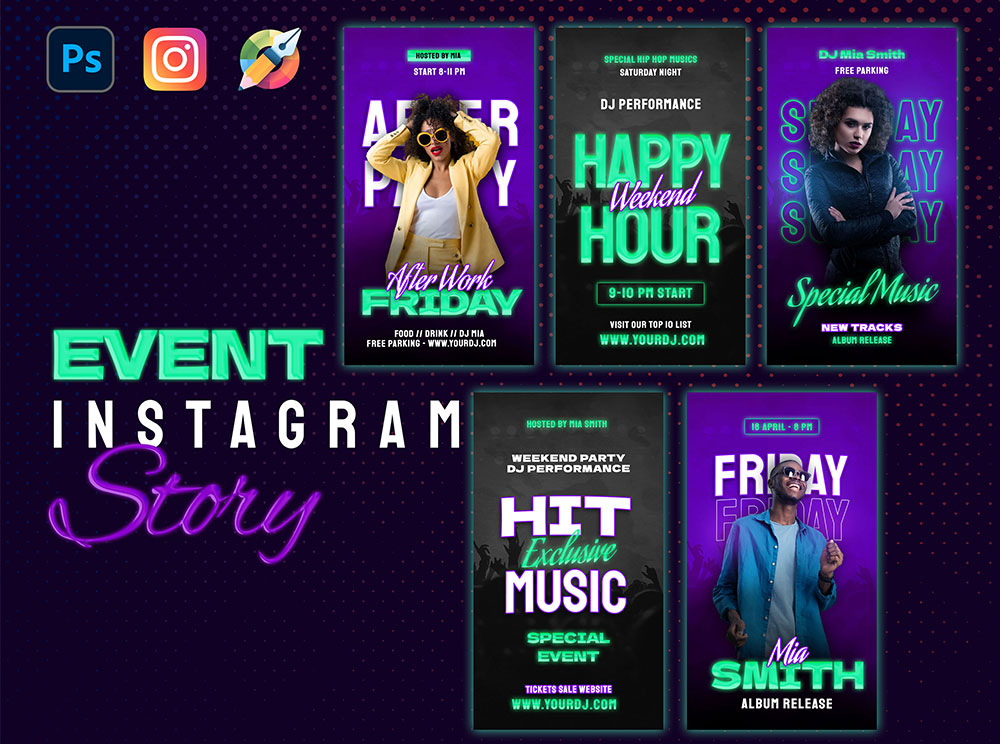 Ps
EVENT
INSTAGRAM
Story
HOSTED BY MIA
START 8-11 PM
AFTER
PARTY
After Work
FRIDAY
FOOD // DRINK // DJ MIA
FREE PARKING - WWW.YOURDJ.COM
SPECIAL HIP HOP MUSICS
SATURDAY NIGHT
DJ PERFORMANCE
HAPPY
Weekend
HOUR
9-10 PM START
VISIT OUR TOP 10 LIST
WWW.YOURDJ.COM
DJ Mia Smith
FREE PARKING
SUNDAY
SUNDAY
SUNDAY
Special Music
NEW TRACKS
ALBUM RELEASE
HOSTED BY MIA SMITH
WEEKEND PARTY
DJ PERFORMANCE
HIT
Exclusive
MUSIC
SPECIAL
EVENT
TICKETS SALE WEBSITE
WWW.YOURDJ.COM
18 APRIL - 8 PM
FRIDAY
FRIDAY
Mia
SMITH
ALBUM RELEASE